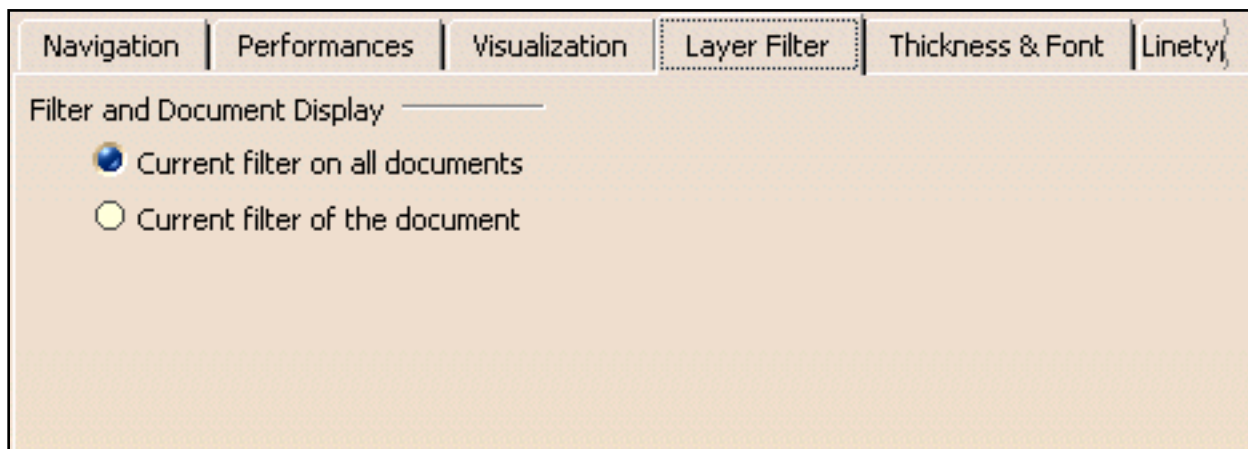 Navigation Performances Visualization Layer Filter Thickness & Font
Filter and Document Display
Current filter on all documents
Current filter of the document